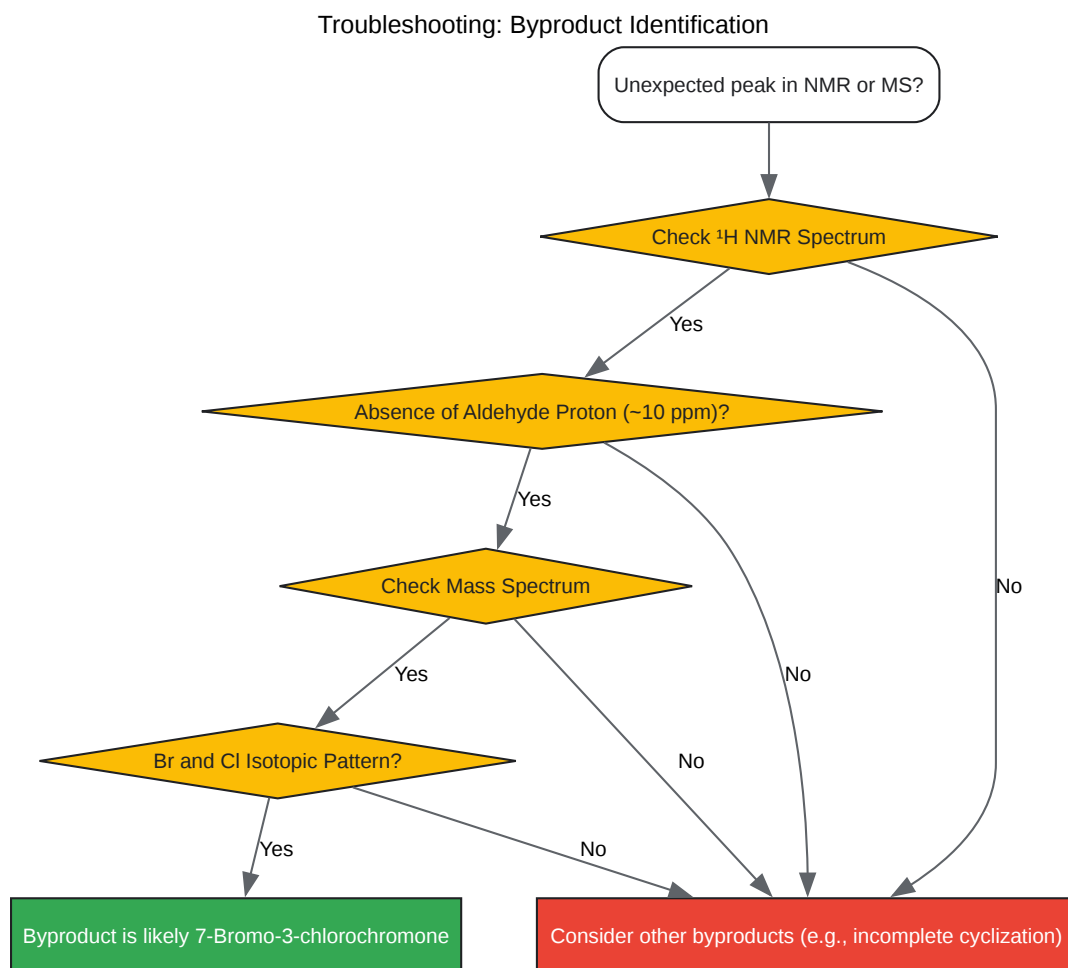 Troubleshooting: Byproduct Identification
Unexpected peak in NMR or MS?
Check ¹H NMR Spectrum
Yes
Absence of Aldehyde Proton (~10 ppm)?
Yes
Check Mass Spectrum
No
Yes
No
Br and Cl Isotopic Pattern?
No
Yes
No
Byproduct is likely 7-Bromo-3-chlorochromone
Consider other byproducts (e.g., incomplete cyclization)